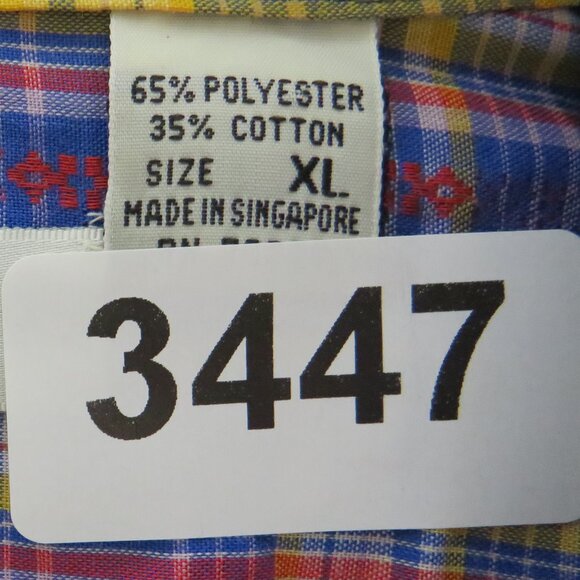 65% POLYESTER
35% COTTON
SIZE XL
MADE IN SINGAPORE
3447